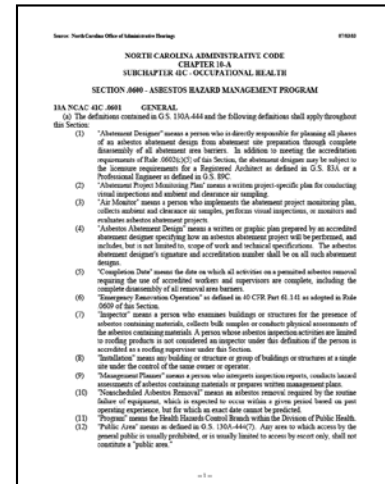 Source: North Carolina Office of Administrative Hearings
NORTH CAROLINA ADMINISTRATIVE CODE
CHAPTER 10-A
SUBCHAPTER 41C - OCCUPATIONAL HEALTH
SECTION .0600 - ASBESTOS HAZARD MANAGEMENT PROGRAM
10A NCAC 41C .0601 GENERAL
(a) The definitions contained in G.S. 130A-444 and the following definitions shall apply throughout
this Section:
(1) "Abatement Designer" means a person who is directly responsible for planning all phases
of an asbestos abatement design from abatement site preparation through complete
disassembly of all abatement area barriers. In addition to meeting the accreditation
requirements of Rule .0602(c)(5) of this Section, the abatement designer may be subject to
the licensure requirements for a Registered Architect as defined in G.S. 83A or a
Professional Engineer as defined in G.S. 89C.
(2) "Abatement Project Monitoring Plan" means a written project-specific plan for conducting
visual inspections and ambient and clearance air sampling.
(3) "Air Monitor" means a person who implements the abatement project monitoring plan,
collects ambient and clearance air samples, performs visual inspections, or monitors and
evaluates asbestos abatement projects.
(4) "Asbestos Abatement Design" means a written or graphic plan prepared by an accredited
abatement designer specifying how an asbestos abatement project will be performed, and
includes, but is not limited to, scope of work and technical specifications. The asbestos
abatement designer's signature and accreditation number shall be on all such abatement
designs.
(5) "Completion Date" means the date on which all activities on a permitted asbestos removal
requiring the use of accredited workers and supervisors are complete, including the
complete disassembly of all removal area barriers.
(6) "Emergency Renovation Operation" as defined in 40 CFR Part 61.141 as adopted in Rule
.0609 of this Section.
(7) "Inspector" means a person who examines buildings or structures for the presence of
asbestos containing materials, collects bulk samples or conducts physical assessments of
the asbestos containing materials. A person whose asbestos inspection activities are limited
to roofing products is not considered an inspector under this definition if the person is
accredited as a roofing supervisor under this Section.
(8) "Installation" means any building or structure or group of buildings or structures at a single
site under the control of the same owner or operator.
(9) "Management Planner" means a person who interprets inspection reports, conducts hazard
assessments of asbestos containing materials or prepares written management plans.
(10) "Nonscheduled Asbestos Removal" means an asbestos removal required by the routine
failure of equipment, which is expected to occur within a given period based on past
operating experience, but for which an exact date cannot be predicted.
(11) "Program" means the Health Hazards Control Branch within the Division of Public Health.
(12) "Public Area" means as defined in G.S. 130A-444(7). Any area to which access by the
general public is usually prohibited, or is usually limited to access by escort only, shall not
constitute a "public area."
-- 1 --